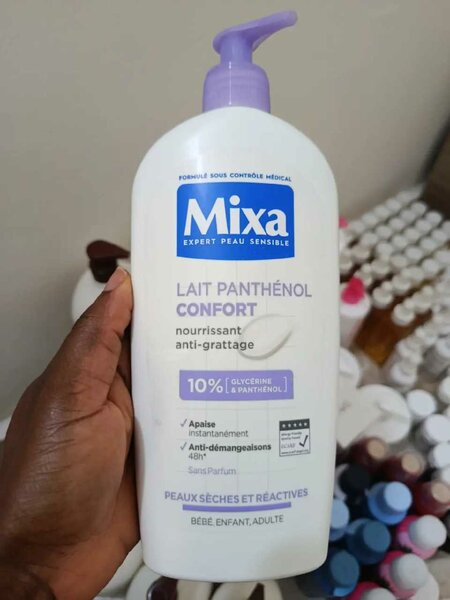 FORMULÉ SOUS CONTRÔLE MÉDICAL
Mixa
EXPERT PEAU SENSIBLE
LAIT PANTHÉNOL
CONFORT
nourrissant
anti-grattage
10% [GLYCÉRINE
& PANTHÉNOL]
✓Apaise
instantanément
✓Anti-démangeaisons
48h*
Sans Parfum
PEAUX SÈCHES ET RÉACTIVES
BÉBÉ, ENFANT, ADULTE